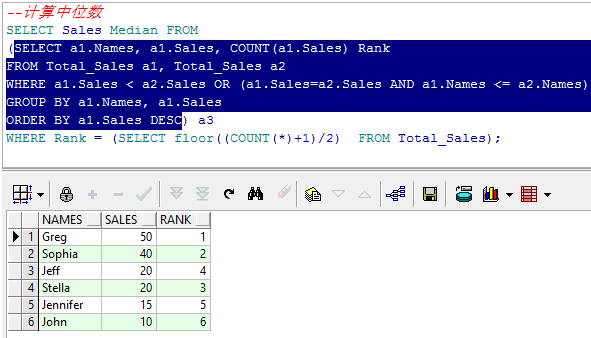 --计算中位数
SELECT Sales Median FROM
(SELECT a1.Names, a1.Sales, COUNT(a1.Sales) Rank
FROM Total_Sales a1, Total_Sales a2
WHERE a1.Sales < a2.Sales OR (a1.Sales=a2.Sales AND a1.Names <= a2.Names)
GROUP BY a1.Names, a1.Sales
ORDER BY a1.Sales DESC) a3
WHERE Rank = (SELECT floor((COUNT(*)+1)/2)  FROM Total_Sales);
NAMES SALES RANK
1 Greg 50 1
2 Sophia 40 2
3 Jeff 20 4
4 Stella 20 3
5 Jennifer 15 5
6 John 10 6